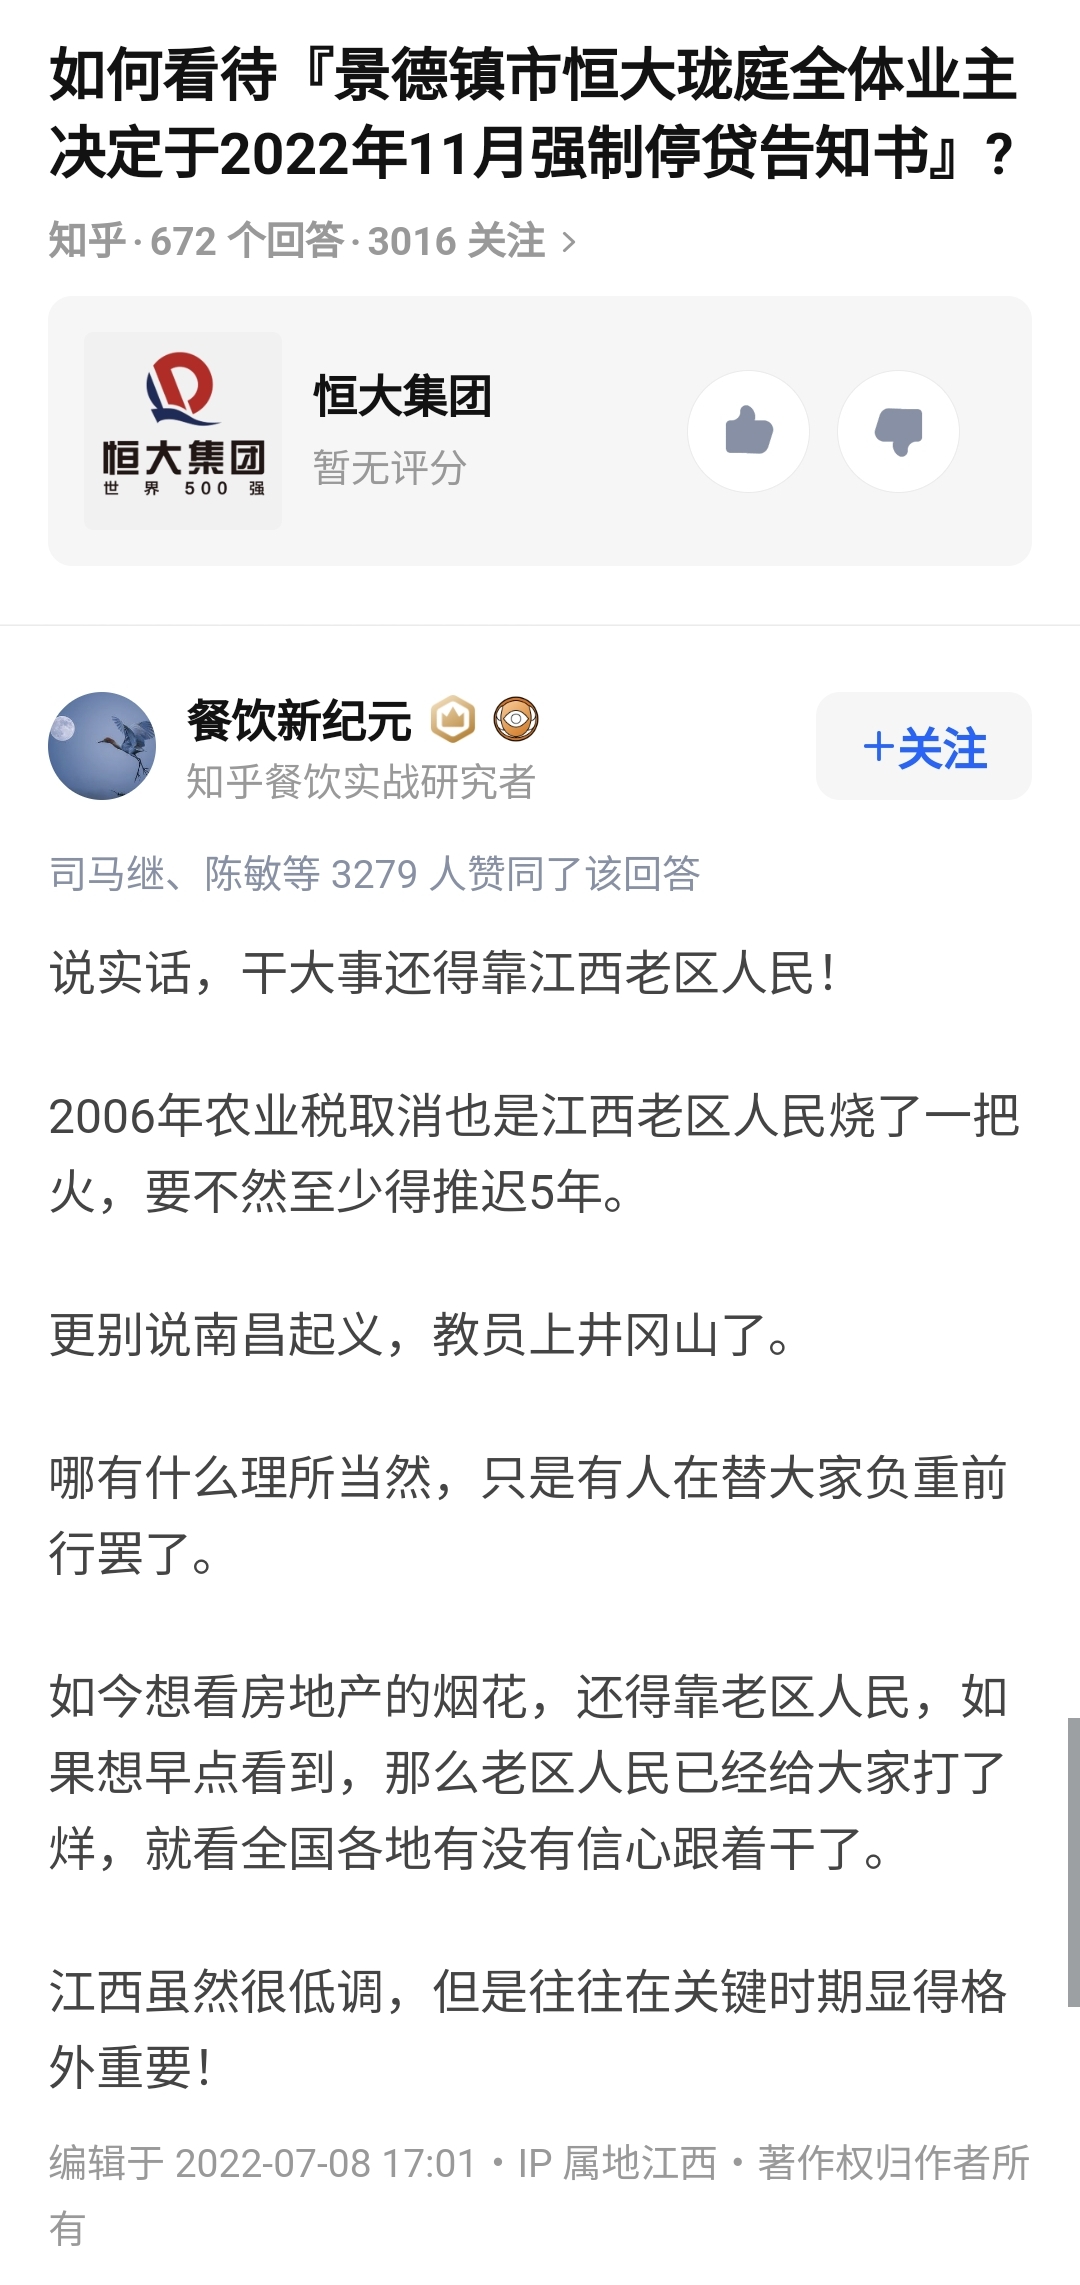 如何看待『景德镇市恒大珑庭全体业主
决定于2022年11月强制停贷告知书』?
知乎·672 个回答·3016 关注 >
恒大集团
世界500强
恒大集团
暂无评分
餐饮新纪元
知乎餐饮实战研究者
+关注
司马继、陈敏等 3279 人赞同了该回答
说实话，干大事还得靠江西老区人民！
2006年农业税取消也是江西老区人民烧了一把
火，要不然至少得推迟5年。
更别说南昌起义，教员上井冈山了。
哪有什么理所当然，只是有人在替大家负重前
行罢了。
如今想看房地产的烟花，还得靠老区人民，如
果想早点看到，那么老区人民已经给大家打了
烊，就看全国各地有没有信心跟着干了。
江西虽然很低调，但是往往在关键时期显得格
外重要！
编辑于 2022-07-08 17:01・IP 属地江西・著作权归作者所
有